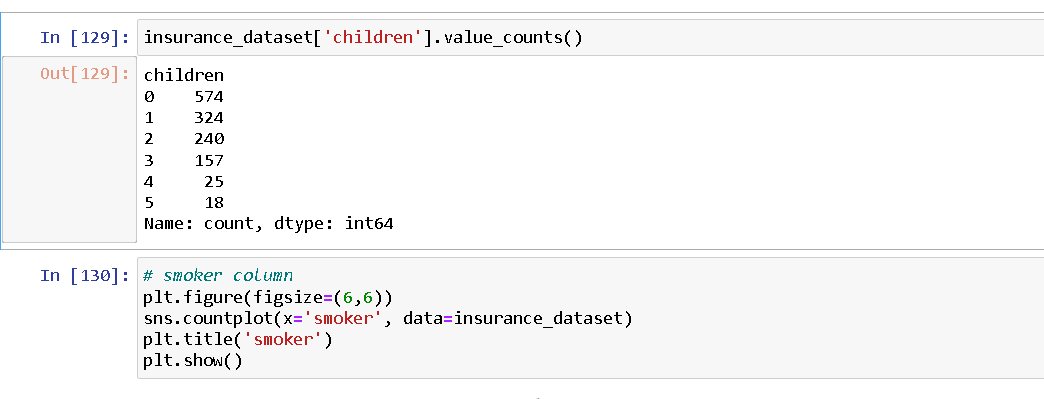 In [129]: insurance_dataset['children'].value_counts()
Out[129]: children
0    574
1    324
2    240
3    157
4     25
5     18
Name: count, dtype: int64
In [130]: # smoker column
plt.figure(figsize=(6,6))
sns.countplot(x='smoker', data=insurance_dataset)
plt.title('smoker')
plt.show()